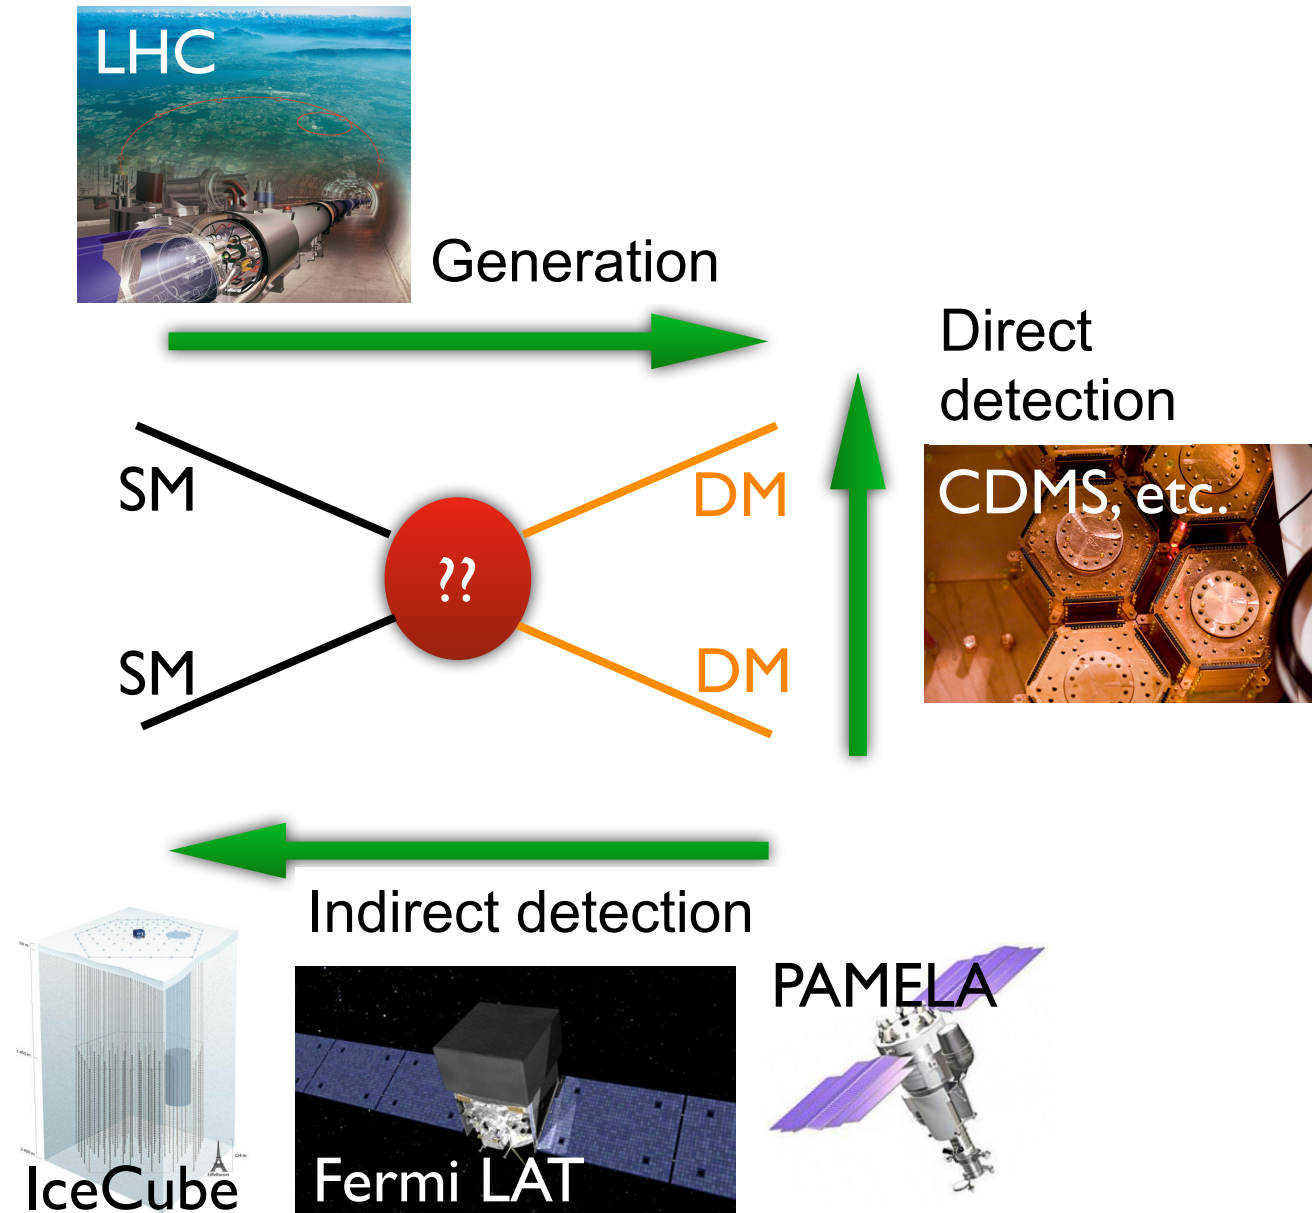 LHC
Generation
Direct
detection
CDMS, etc.
SM
DM
??
SM
DM
Indirect detection
PAMELA
IceCube
Fermi LAT